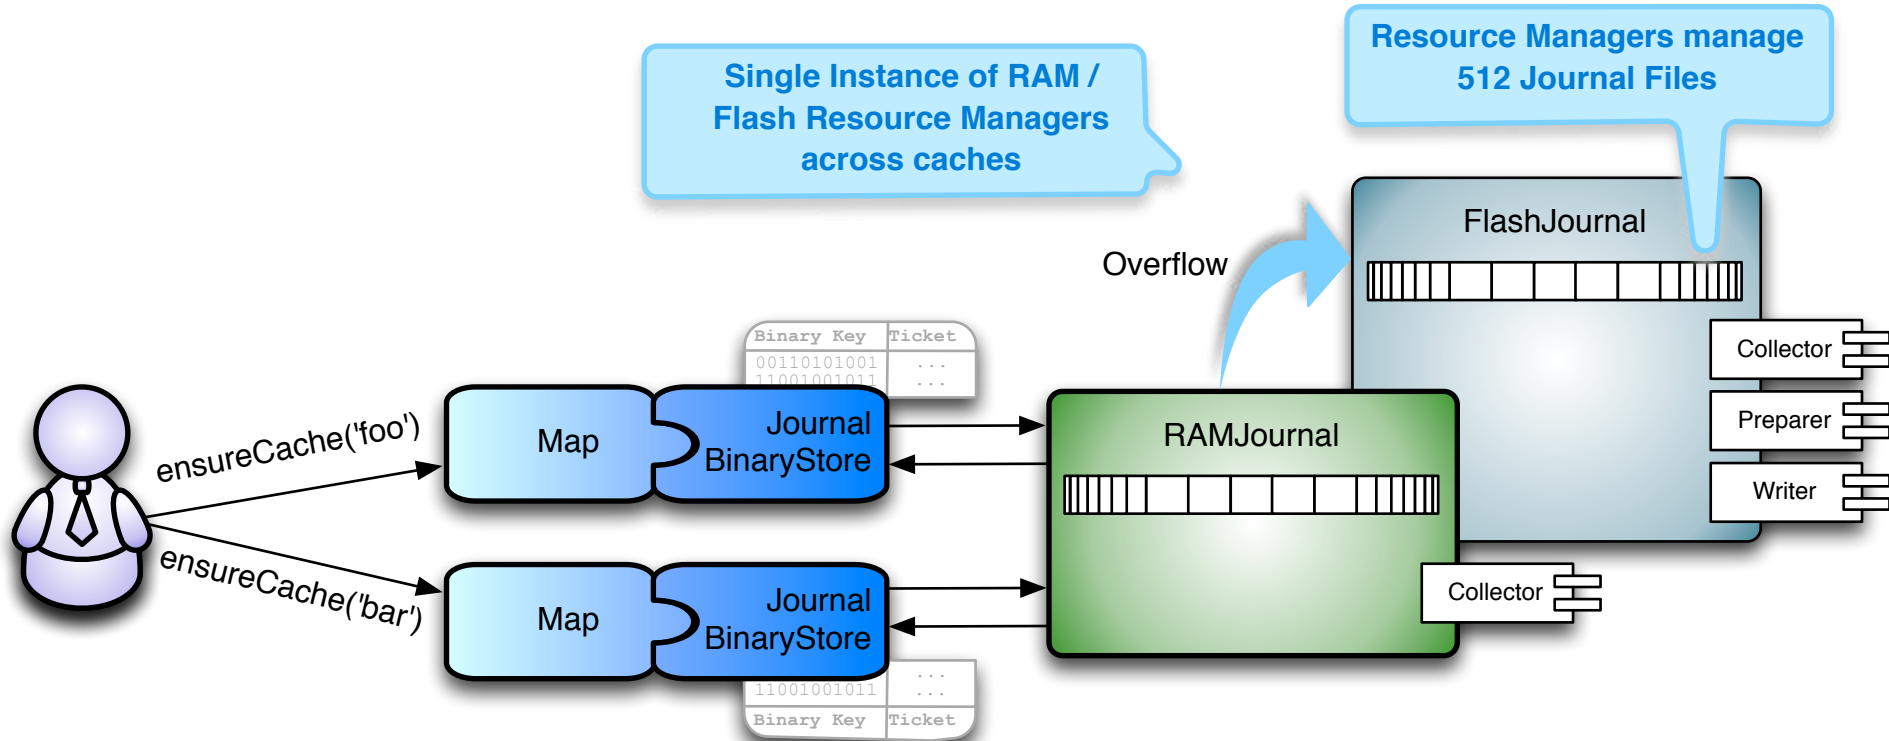 Single Instance of RAM /
Flash Resource Managers
across caches
Resource Managers manage
512 Journal Files
FlashJournal
Overflow
Collector
Preparer
Writer
Binary Key Ticket
00110101001 ...
11001001011 ...
ensureCache('foo')
Map
Journal
BinaryStore
RAMJournal
ensureCache('bar')
Map
Journal
BinaryStore
Collector
...
11001001011 ...
Binary Key Ticket